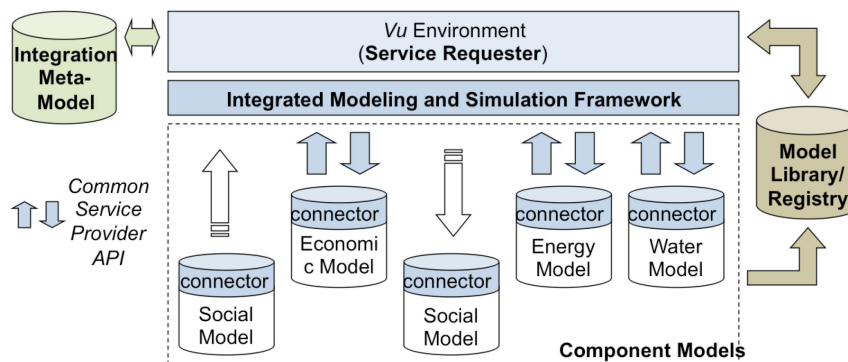 Integration
Meta-
Model
Vu Environment
(Service Requester)
Integrated Modeling and Simulation Framework
Model
Library/
Registry
Common
Service
Provider
API
connector
Social
Model
connector
Economi
c Model
connector
Social
Model
connector
Energy
Model
connector
Water
Model
Component Models